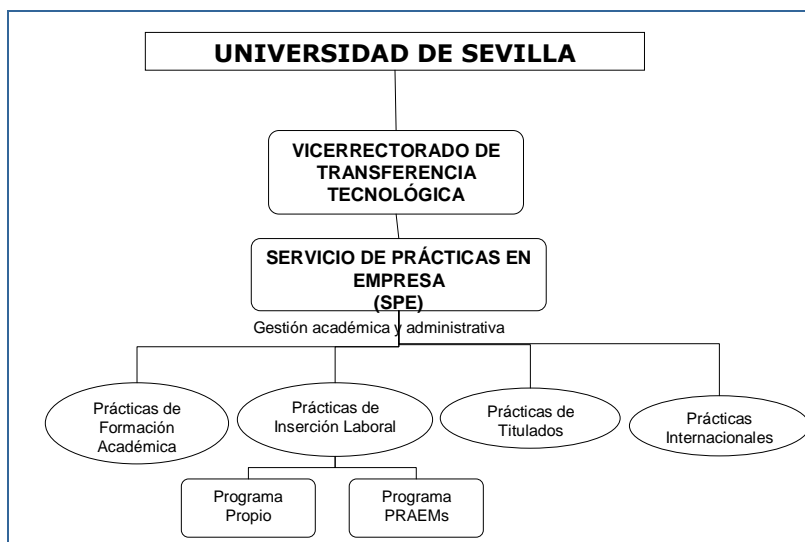 UNIVERSIDAD DE SEVILLA
VICERRECTORADO DE
TRANSFERENCIA
TECNOLÓGICA
SERVICIO DE PRÁCTICAS EN
EMPRESA
(SPE)
Gestión académica y administrativa
Prácticas de
Formación
Académica
Prácticas de
Inserción Laboral
Prácticas de
Titulados
Prácticas
Internacionales
Programa
Propio
Programa
PRAEMs